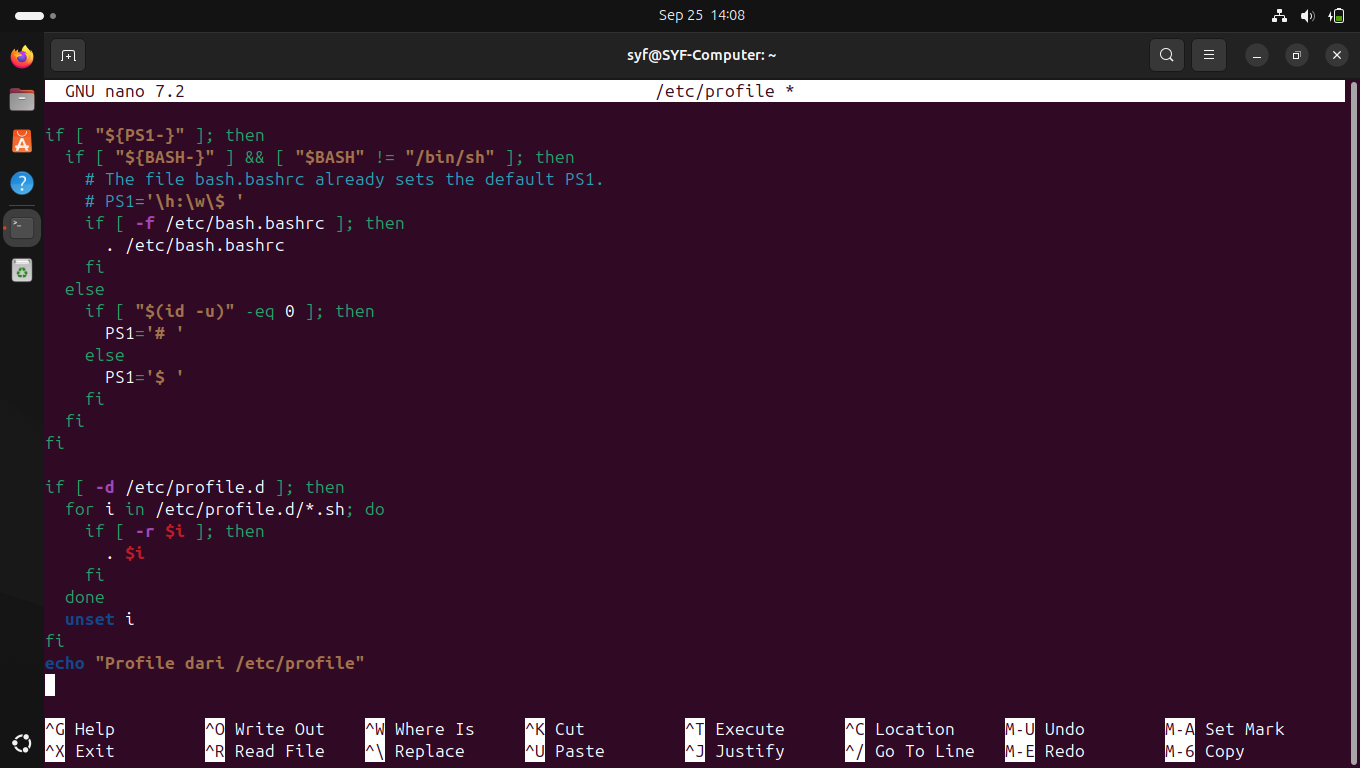 Sep 25  14:08
syf@SYF-Computer: ~
GNU nano 7.2 /etc/profile *
if [ "${PS1-}" ]; then
  if [ "${BASH-}" ] && [ "$BASH" != "/bin/sh" ]; then
    # The file bash.bashrc already sets the default PS1.
    # PS1='\h:\w\$ '
    if [ -f /etc/bash.bashrc ]; then
      . /etc/bash.bashrc
    fi
  else
    if [ "$(id -u)" -eq 0 ]; then
      PS1='# '
    else
      PS1='$ '
    fi
  fi
fi

if [ -d /etc/profile.d ]; then
  for i in /etc/profile.d/*.sh; do
    if [ -r $i ]; then
      . $i
    fi
  done
  unset i
fi
echo "Profile dari /etc/profile"
^G Help ^O Write Out ^W Where Is ^K Cut ^T Execute ^C Location M-U Undo M-A Set Mark
^X Exit ^R Read File ^\ Replace ^U Paste ^J Justify ^/ Go To Line M-E Redo M-6 Copy